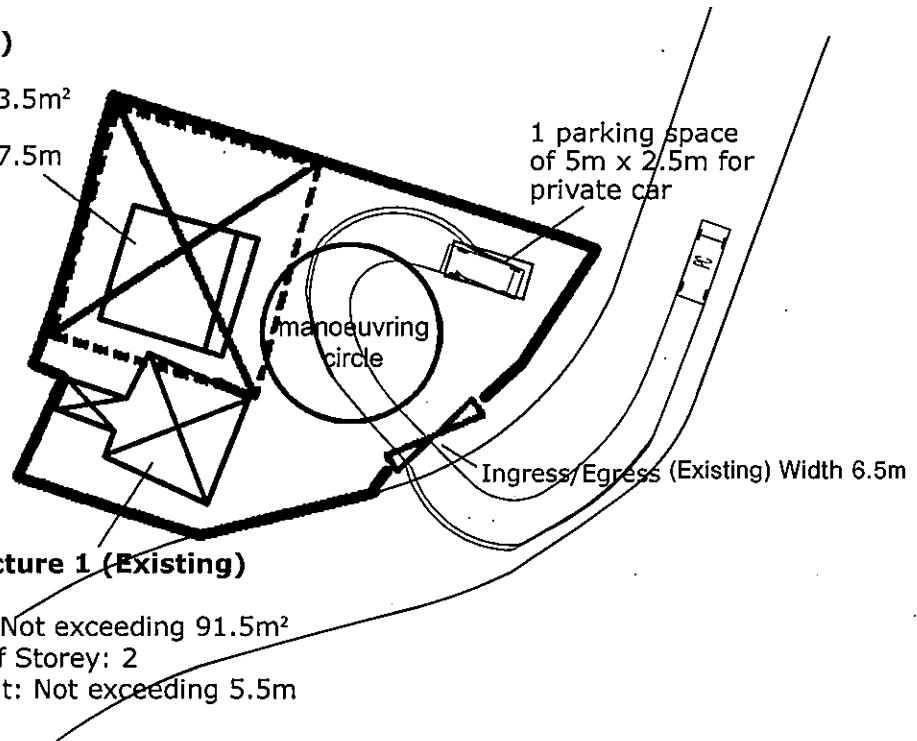 )
3.5m²
7.5m
1 parking space
of 5m x 2.5m for
private car
PC
manoeuvring
circle
Ingress/Egress (Existing) Width 6.5m
cture 1 (Existing)
Not exceeding 91.5m²
f Storey: 2
t: Not exceeding 5.5m